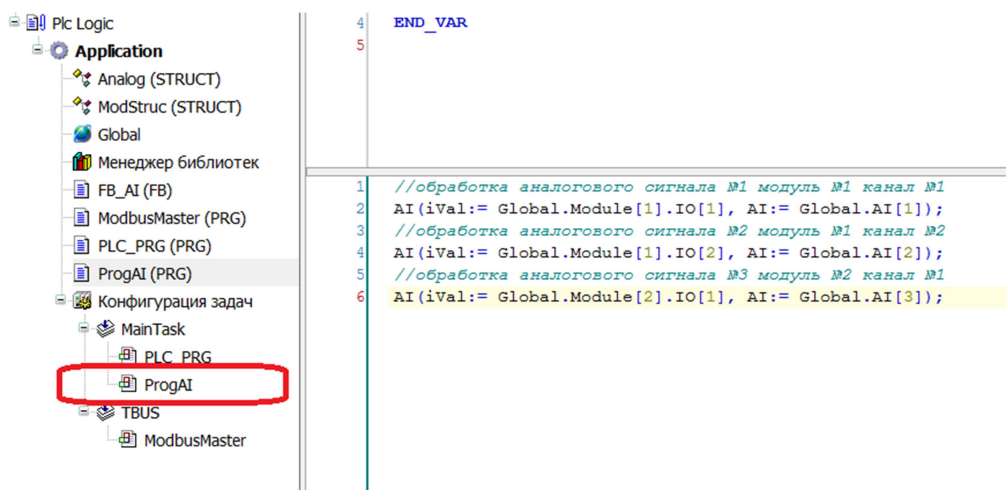 Plc Logic
Application
Analog (STRUCT)
ModStruc (STRUCT)
Global
Менеджер библиотек
FB_AI (FB)
ModbusMaster (PRG)
PLC_PRG (PRG)
ProgAI (PRG)
Конфигурация задач
MainTask
PLC_PRG
ProgAI
TBUS
ModbusMaster
4 END_VAR
5
1 //обработка аналогового сигнала №1 модуль №1 канал №1
2 AI(iVal:= Global.Module[1].IO[1], AI:= Global.AI[1]);
3 //обработка аналогового сигнала №2 модуль №1 канал №2
4 AI(iVal:= Global.Module[1].IO[2], AI:= Global.AI[2]);
5 //обработка аналогового сигнала №3 модуль №2 канал №1
6 AI(iVal:= Global.Module[2].IO[1], AI:= Global.AI[3]);